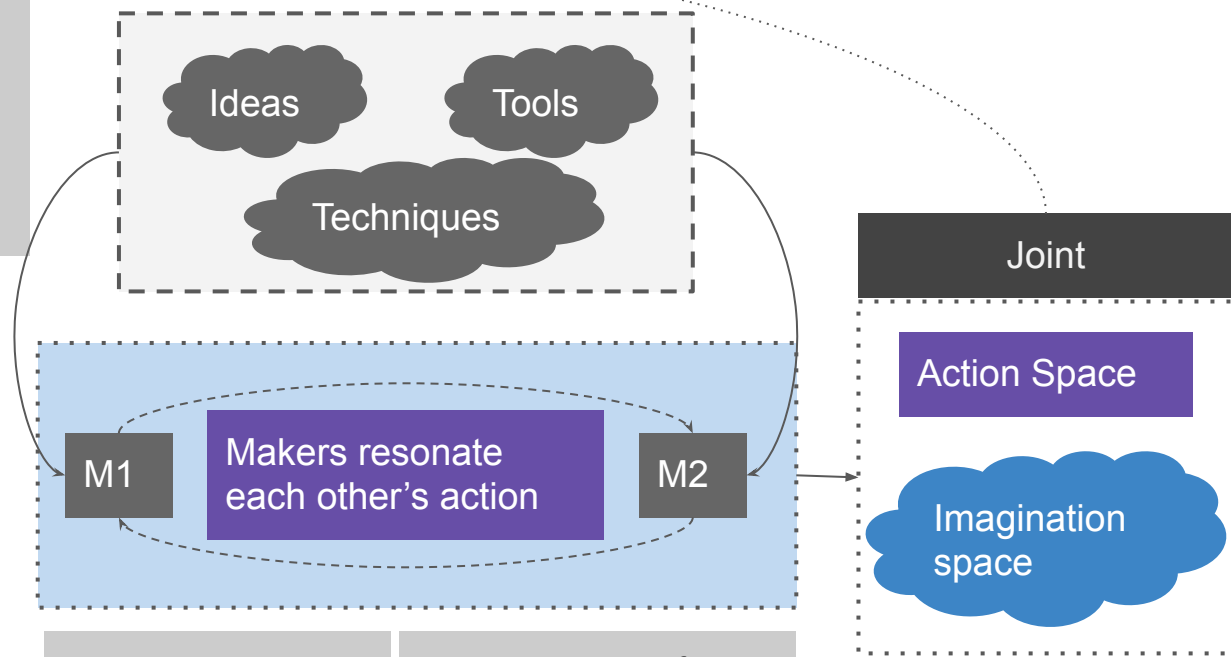 Ideas
Tools
Techniques
Joint
Action Space
M1
Makers resonate
each other’s action
M2
Imagination
space